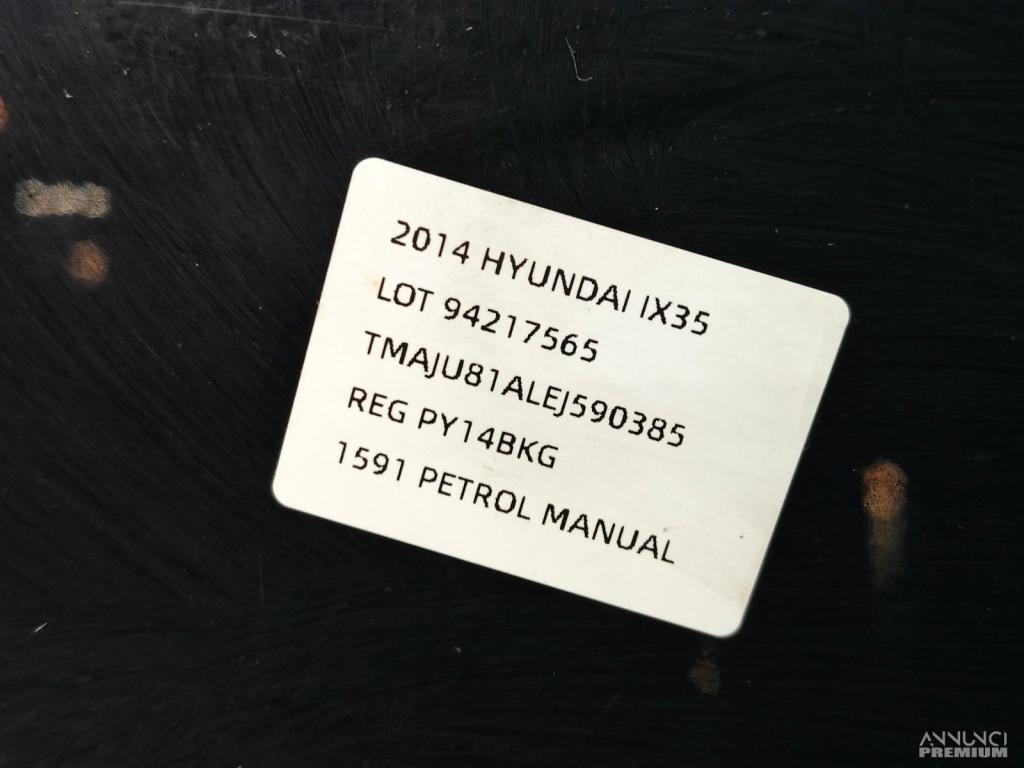 2014 HYUNDAI IX35
LOT 94217565
TMAJU81ALEJ590385
REG PY14BKG
1591 PETROL MANUAL
ANNUNCI
PREMIUM